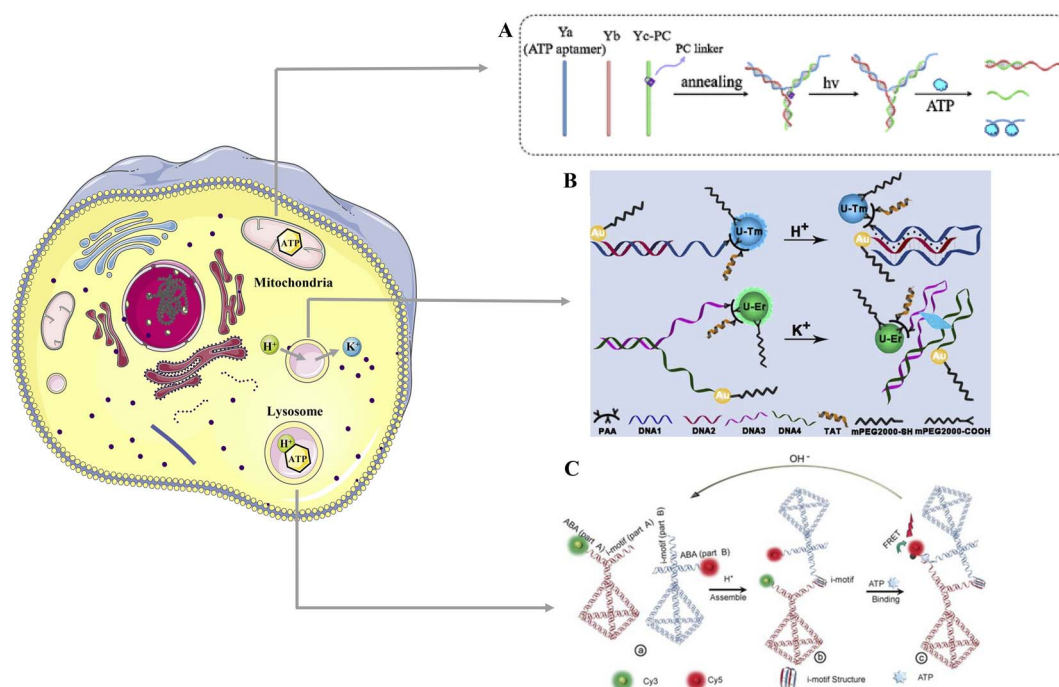 A
Ya
(ATP aptamer)
Yb
Yc-PC
PC linker
annealing
hv
ATP
ATP
Mitochondria
H⁺
K⁺
Lysosome
H⁺
ATP
B
Au
U-Tm
H⁺
U-Tm
Au
U-Er
K⁺
U-Er
Au
Au
PAA DNA1 DNA2 DNA3 DNA4 TAT mPEG2000-SH mPEG2000-COOH
C
OH⁻
ABA (part A)
i-motif (part A)
i-motif (part B)
ABA (part B)
H⁺
Assemble
i-motif
ATP
Binding
FRET
a
b
c
Cy3 Cy5 i-motif Structure ATP